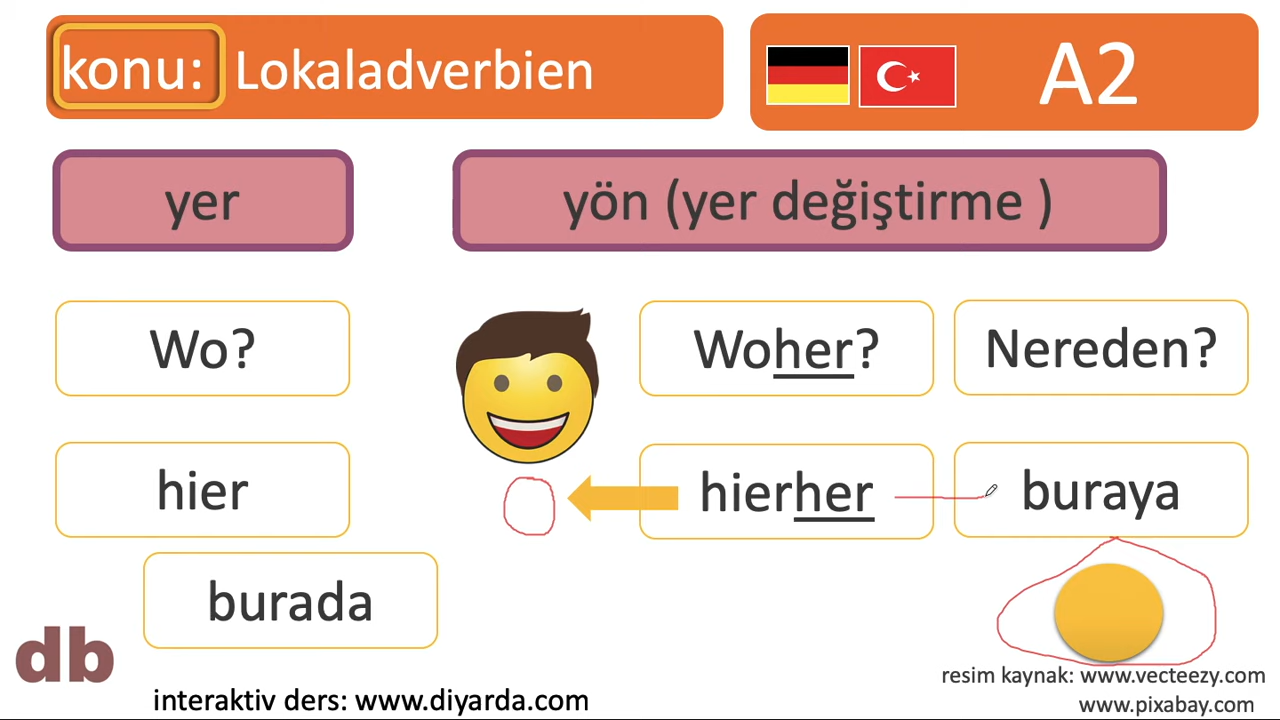 konu: Lokaladverbien
A2
yer
yön (yer değiştirme )
Wo?
Woher?
Nereden?
hier
hierher
buraya
burada
db
interaktiv ders: www.diyarda.com
resim kaynak: www.vecteezy.com
www.pixabay.com